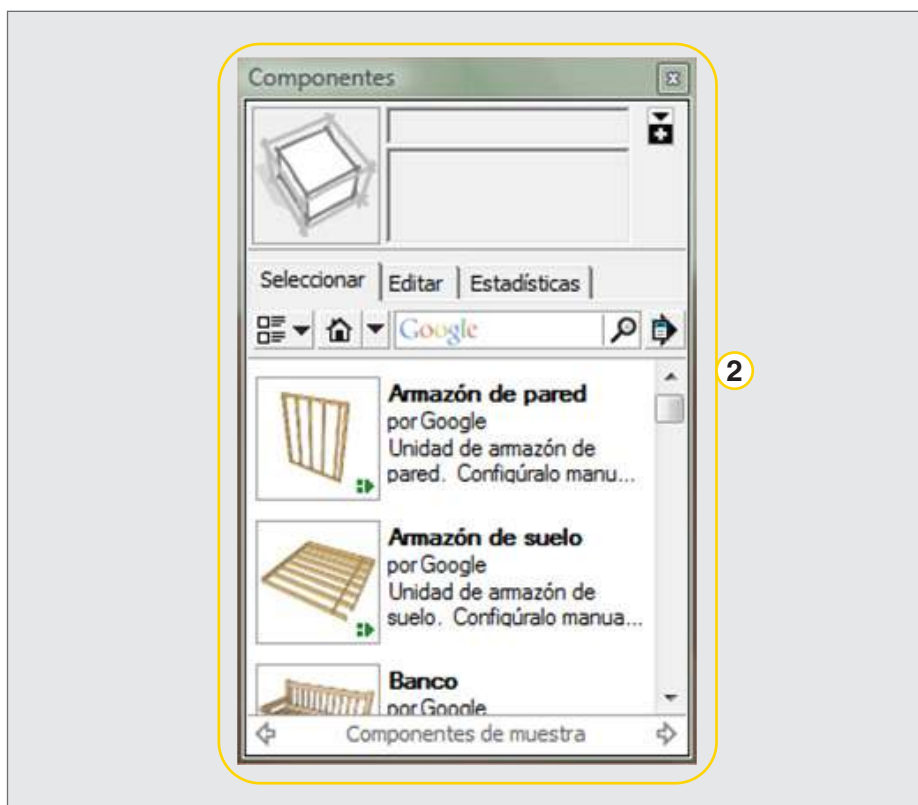 Componentes
Seleccionar
Editar
Estadísticas
Google
Armazón de pared
por Google
Unidad de armazón de
pared. Configúralo manu...
2
Armazón de suelo
por Google
Unidad de armazón de
suelo. Configúralo manua...
Banco
por Google
Componentes de muestra